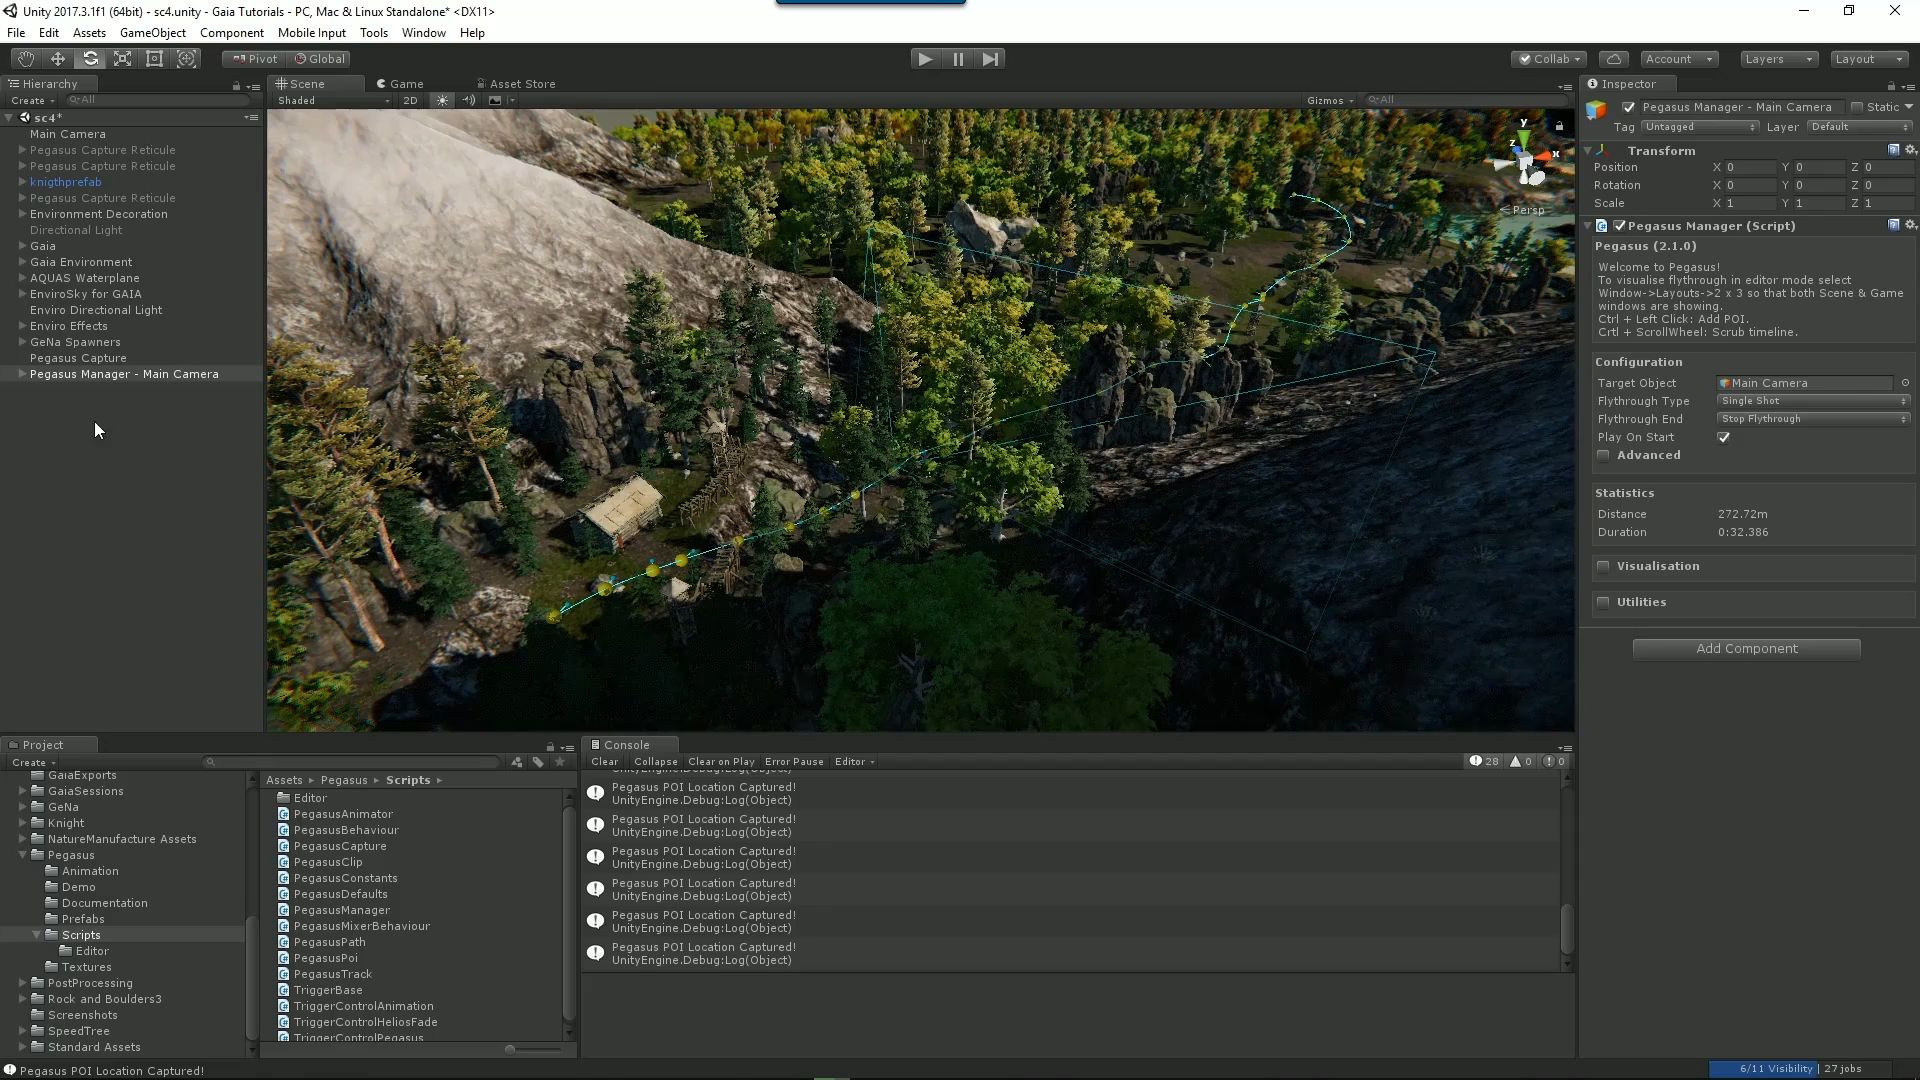 Unity 2017.3.1f1 (64bit) - sc4.unity - Gaia Tutorials - PC, Mac & Linux Standalone* <DX11>
File Edit Assets GameObject Component Mobile Input Tools Window Help
Pivot Global
Collab Account Layers Layout
Hierarchy
Create All
sc4*
Main Camera
Pegasus Capture Reticule
Pegasus Capture Reticule
knigthprefab
Pegasus Capture Reticule
Environment Decoration
Directional Light
Gaia
Gaia Environment
AQUAS Waterplane
EnviroSky for GAIA
Enviro Directional Light
Enviro Effects
GeNa Spawners
Pegasus Capture
Pegasus Manager - Main Camera
Scene Game Asset Store
Shaded 2D Gizmos All
y
z
x
Persp
Inspector
Pegasus Manager - Main Camera Static
Tag Untagged Layer Default
Transform
Position X 0 Y 0 Z 0
Rotation X 0 Y 0 Z 0
Scale X 1 Y 1 Z 1
Pegasus Manager (Script)
Pegasus (2.1.0)
Welcome to Pegasus!
To visualise flythrough in editor mode select
Window->Layouts->2 x 3 so that both Scene & Game
windows are showing.
Ctrl + Left Click: Add POI.
Crtl + ScrollWheel: Scrub timeline.
Configuration
Target Object Main Camera
Flythrough Type Single Shot
Flythrough End Stop Flythrough
Play On Start
Advanced
Statistics
Distance 272.72m
Duration 0:32.386
Visualisation
Utilities
Add Component
Project
Create
GaiaExports
GaiaSessions
GeNa
Knight
NatureManufacture Assets
Pegasus
Animation
Demo
Documentation
Prefabs
Scripts
Editor
Textures
PostProcessing
Rock and Boulders3
Screenshots
SpeedTree
Standard Assets
Assets Pegasus Scripts
Editor
PegasusAnimator
PegasusBehaviour
PegasusCapture
PegasusClip
PegasusConstants
PegasusDefaults
PegasusManager
PegasusMixerBehaviour
PegasusPath
PegasusPoi
PegasusTrack
TriggerBase
TriggerControlAnimation
TriggerControlHeliosFade
TriggerControlPegasus
Console
Clear Collapse Clear on Play Error Pause Editor 28 0 0
UnityEngine.Debug:Log(Object)
Pegasus POI Location Captured!
UnityEngine.Debug:Log(Object)
Pegasus POI Location Captured!
UnityEngine.Debug:Log(Object)
Pegasus POI Location Captured!
UnityEngine.Debug:Log(Object)
Pegasus POI Location Captured!
UnityEngine.Debug:Log(Object)
Pegasus POI Location Captured!
UnityEngine.Debug:Log(Object)
Pegasus POI Location Captured!
UnityEngine.Debug:Log(Object)
Pegasus POI Location Captured!
6/11 Visibility | 27 jobs